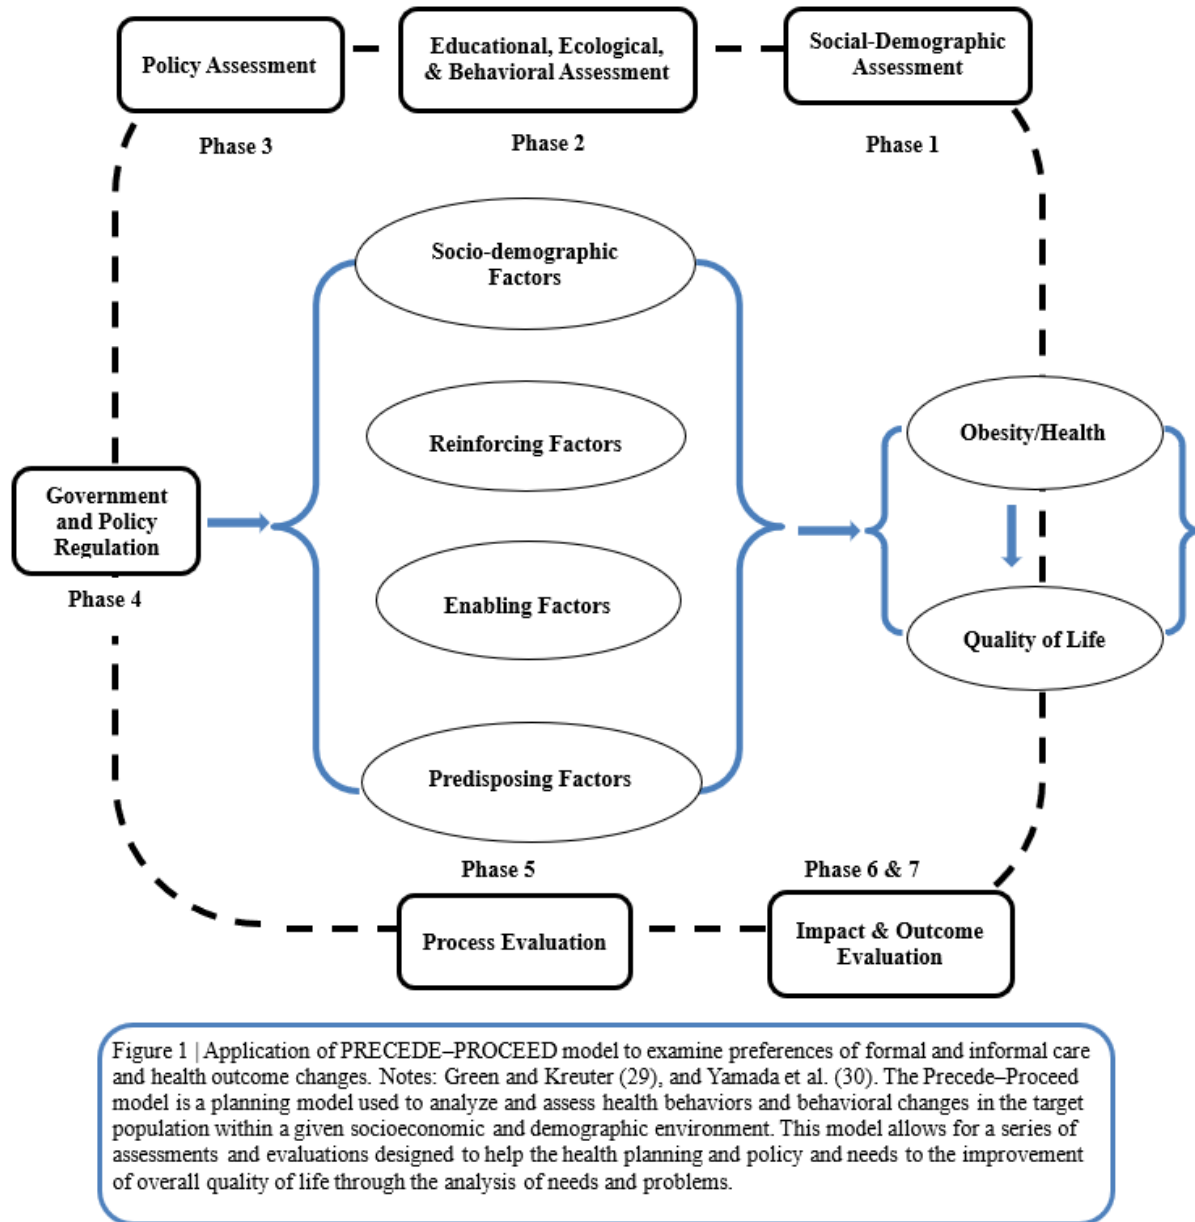 Policy Assessment
Educational, Ecological,
& Behavioral Assessment
Social-Demographic
Assessment
Phase 3
Phase 2
Phase 1
Socio-demographic
Factors
Reinforcing Factors
Obesity/Health
Government
and Policy
Regulation
Phase 4
Enabling Factors
Quality of Life
Predisposing Factors
Phase 5
Phase 6 & 7
Process Evaluation
Impact & Outcome
Evaluation
Figure 1 | Application of PRECEDE–PROCEED model to examine preferences of formal and informal care
and health outcome changes. Notes: Green and Kreuter (29), and Yamada et al. (30). The Precede–Proceed
model is a planning model used to analyze and assess health behaviors and behavioral changes in the target
population within a given socioeconomic and demographic environment. This model allows for a series of
assessments and evaluations designed to help the health planning and policy and needs to the improvement
of overall quality of life through the analysis of needs and problems.